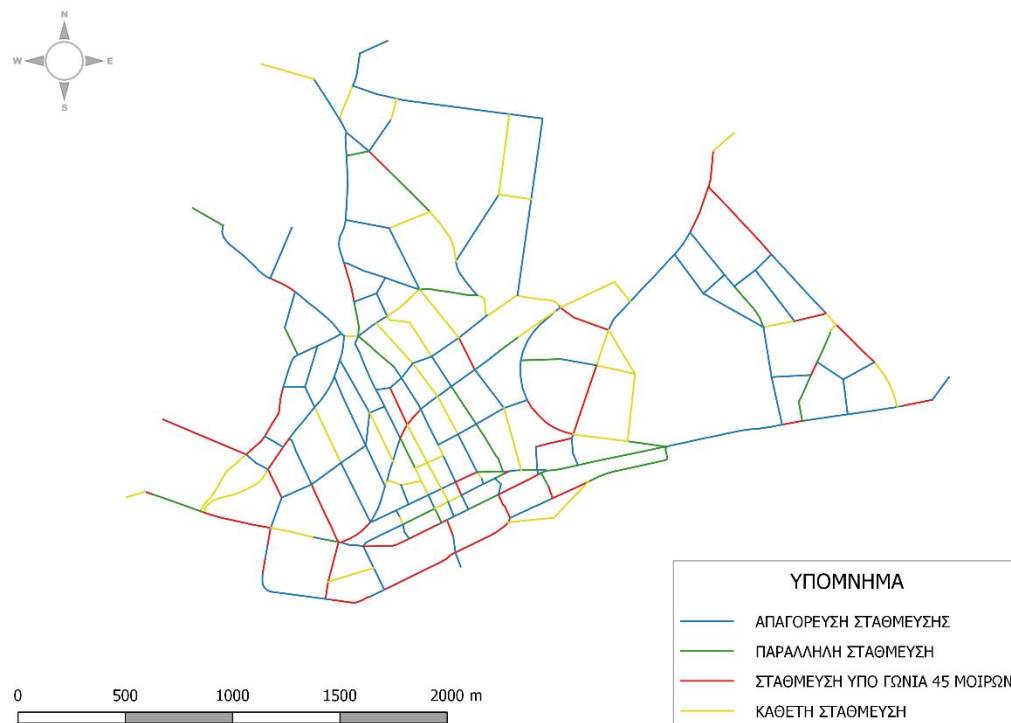 N
W E
S
ΥΠΟΜΝΗΜΑ
ΑΠΑΓΟΡΕΥΣΗ ΣΤΑΘΜΕΥΣΗΣ
ΠΑΡΑΛΛΗΛΗ ΣΤΑΘΜΕΥΣΗ
ΣΤΑΘΜΕΥΣΗ ΥΠΟ ΓΩΝΙΑ 45 ΜΟΙΡΩΝ
ΚΑΘΕΤΗ ΣΤΑΘΜΕΥΣΗ
0 500 1000 1500 2000 m